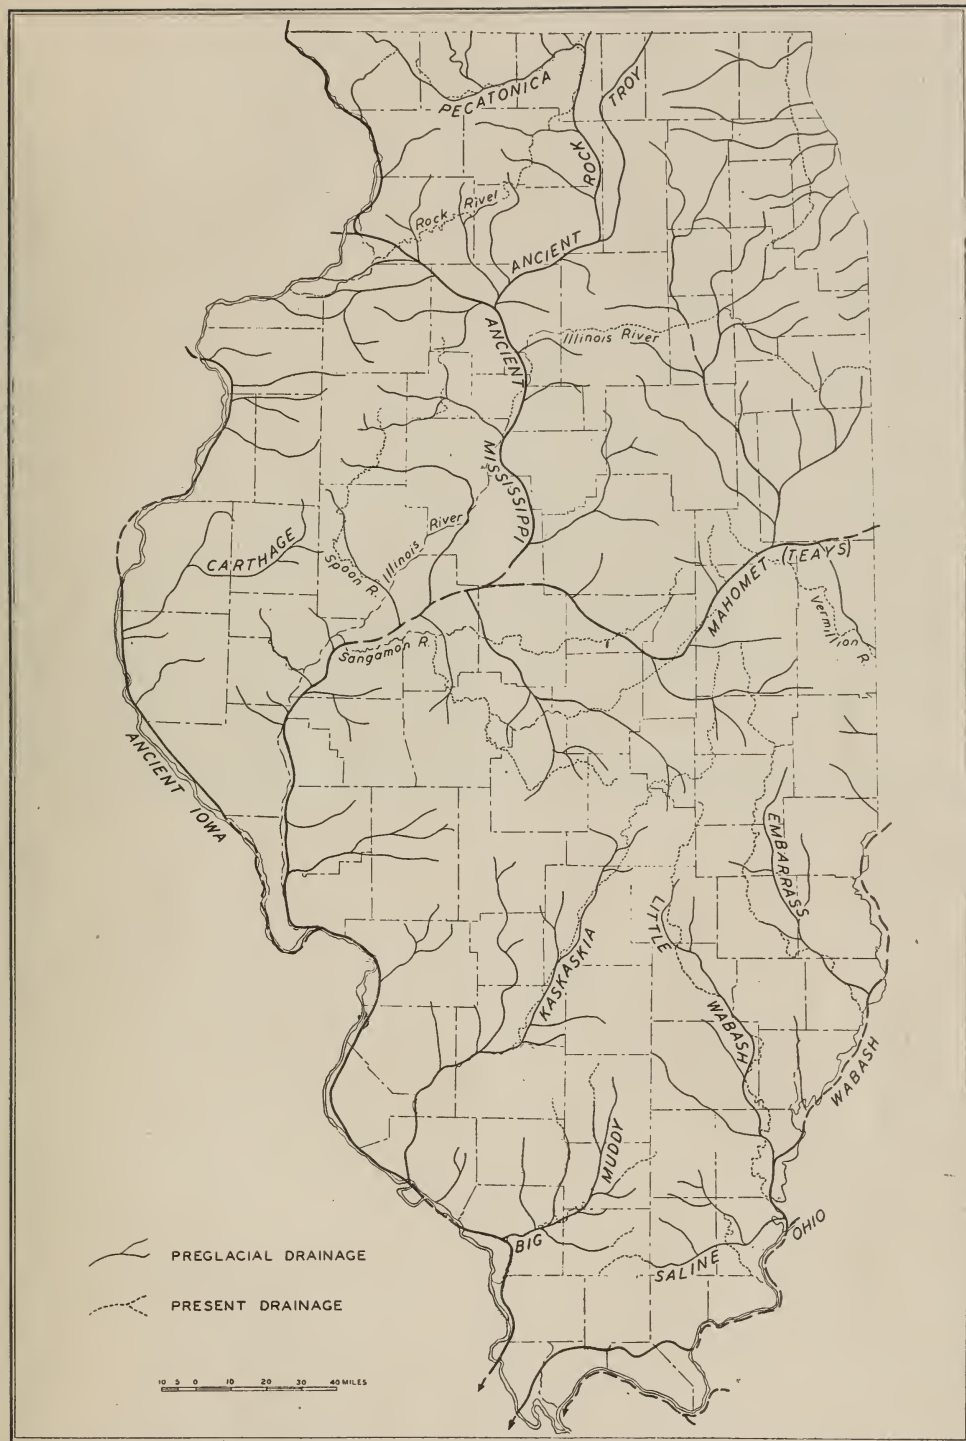 PECATONICA
TROY
ROCK
Rock River
ANCIENT
ANCIENT
Illinois River
MISSISSIPPI
CARTHAGE
Spoon R.
Illinois River
MAHOMET (TEAYS)
Vermillion R.
Sangamon R.
ANCIENT IOWA
EMBARRASS
LITTLE
KASKASKIA
WABASH
WABASH
MUDDY
OHIO
BIG
SALINE
PREGLACIAL DRAINAGE
PRESENT DRAINAGE
10 5 0 10 20 30 40 MILES